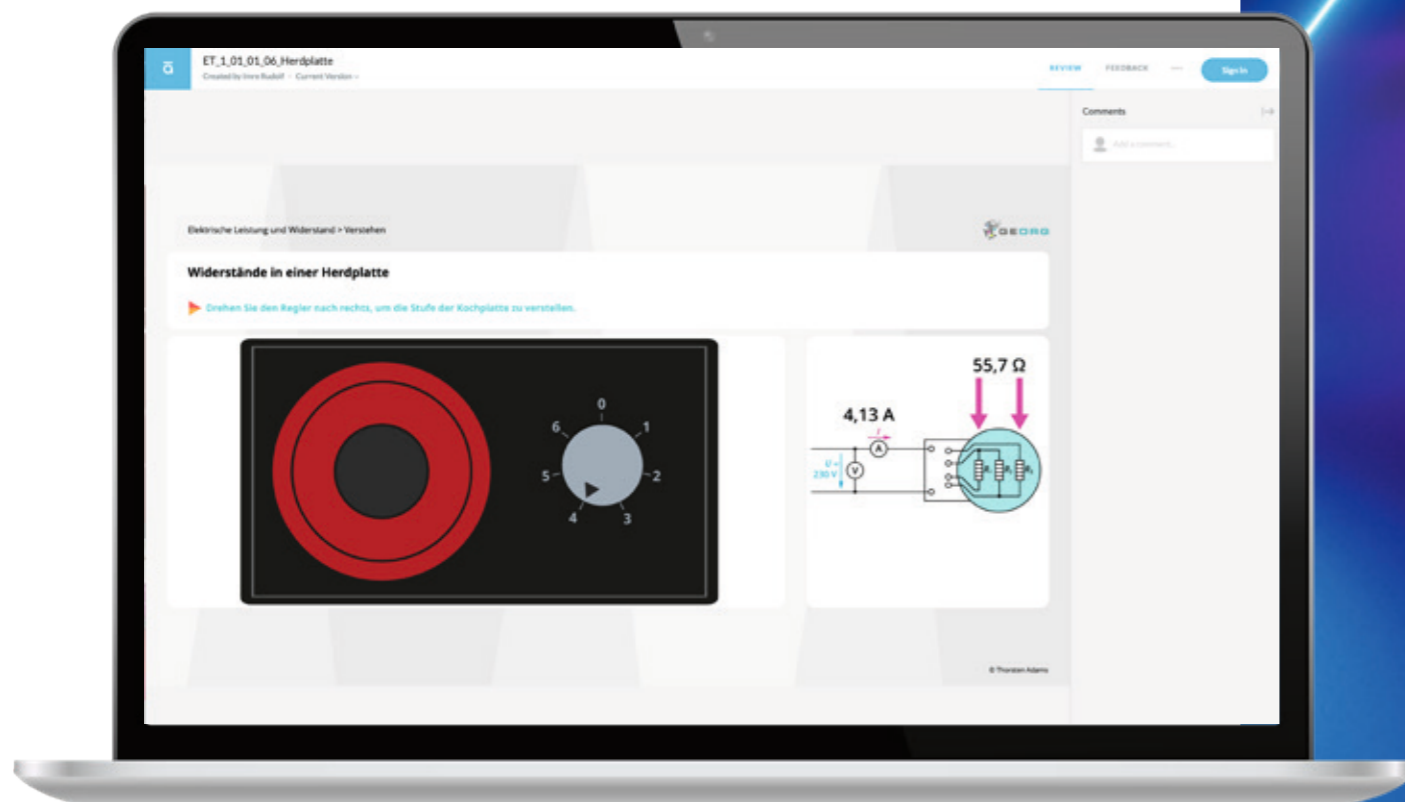 ET_1_01_01_06_Herdplatte
Created by Imre Rudolf - Current Version
REVIEW FEEDBACK Sign in
Comments
Add a comment...
Elektrische Leistung und Widerstand > Verstehen
GEORG
Widerstände in einer Herdplatte
Drehen Sie den Regler nach rechts, um die Stufe der Kochplatte zu verstellen.
0
6 1
5 2
4 3
55,7 Ω
4,13 A
I
A
U =
230 V
V
© Thorsten Adams